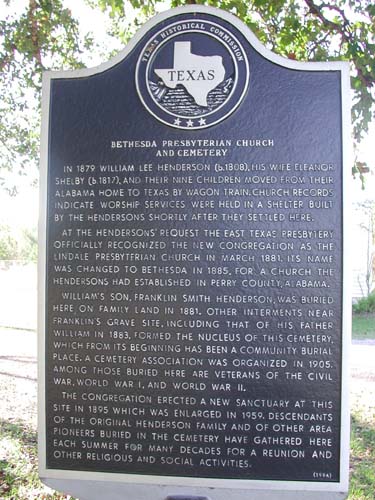 TEXAS HISTORICAL COMMISSION
TEXAS
BETHESDA PRESBYTERIAN CHURCH
AND CEMETERY
IN 1879 WILLIAM LEE HENDERSON (b.1808), HIS WIFE ELEANOR
SHELBY (b.1817), AND THEIR NINE CHILDREN MOVED FROM THEIR
ALABAMA HOME TO TEXAS BY WAGON TRAIN. CHURCH RECORDS
INDICATE WORSHIP SERVICES WERE HELD IN A SHELTER BUILT
BY THE HENDERSONS SHORTLY AFTER THEY SETTLED HERE.
AT THE HENDERSONS' REQUEST THE EAST TEXAS PRESBYTERY
OFFICIALLY RECOGNIZED THE NEW CONGREGATION AS THE
LINDALE PRESBYTERIAN CHURCH IN MARCH 1881. ITS NAME
WAS CHANGED TO BETHESDA IN 1885, FOR A CHURCH THE
HENDERSONS HAD ESTABLISHED IN PERRY COUNTY, ALABAMA.
WILLIAM'S SON, FRANKLIN SMITH HENDERSON, WAS BURIED
HERE ON FAMILY LAND IN 1881. OTHER INTERMENTS NEAR
FRANKLIN'S GRAVE SITE, INCLUDING THAT OF HIS FATHER
WILLIAM IN 1883, FORMED THE NUCLEUS OF THIS CEMETERY,
WHICH FROM ITS BEGINNING HAS BEEN A COMMUNITY BURIAL
PLACE. A CEMETERY ASSOCIATION WAS ORGANIZED IN 1905.
AMONG THOSE BURIED HERE ARE VETERANS OF THE CIVIL
WAR, WORLD WAR I, AND WORLD WAR II.
THE CONGREGATION ERECTED A NEW SANCTUARY AT THIS
SITE IN 1895 WHICH WAS ENLARGED IN 1959. DESCENDANTS
OF THE ORIGINAL HENDERSON FAMILY AND OF OTHER AREA
PIONEERS BURIED IN THE CEMETERY HAVE GATHERED HERE
EACH SUMMER FOR MANY DECADES FOR A REUNION AND
OTHER RELIGIOUS AND SOCIAL ACTIVITIES.